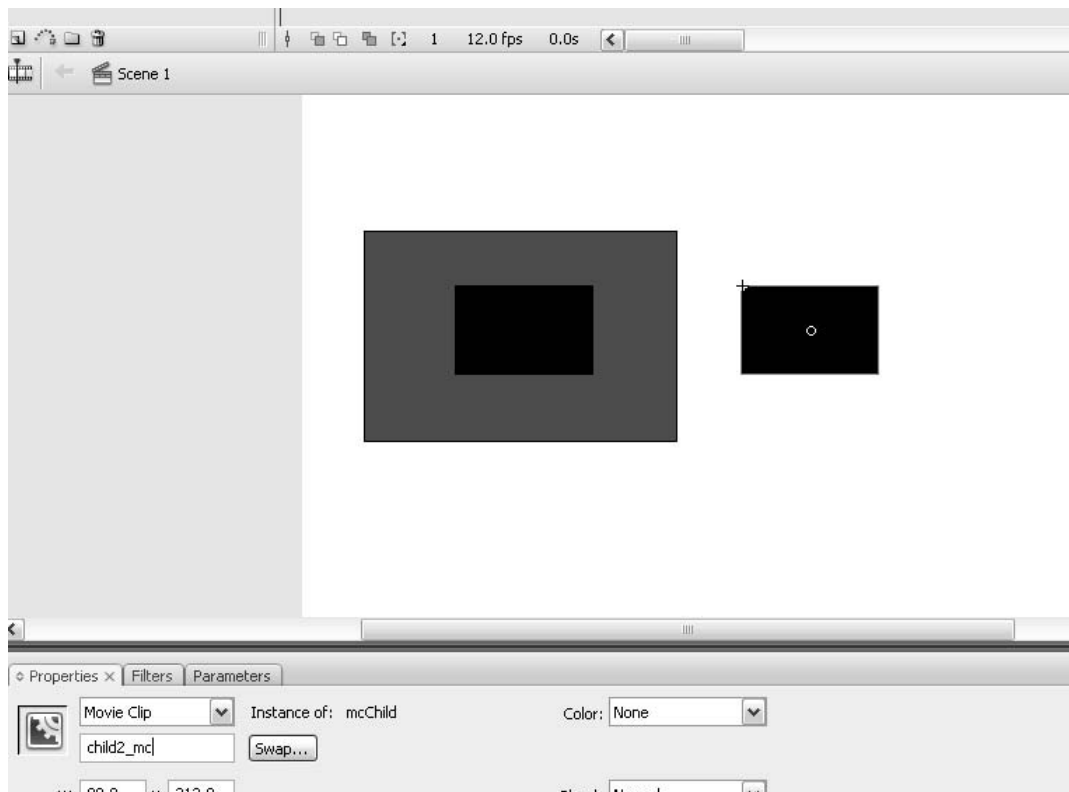 1 12.0 fps 0.0s
Scene 1
Properties Filters Parameters
Movie Clip Instance of: mcChild Color: None
child2_mc Swap...